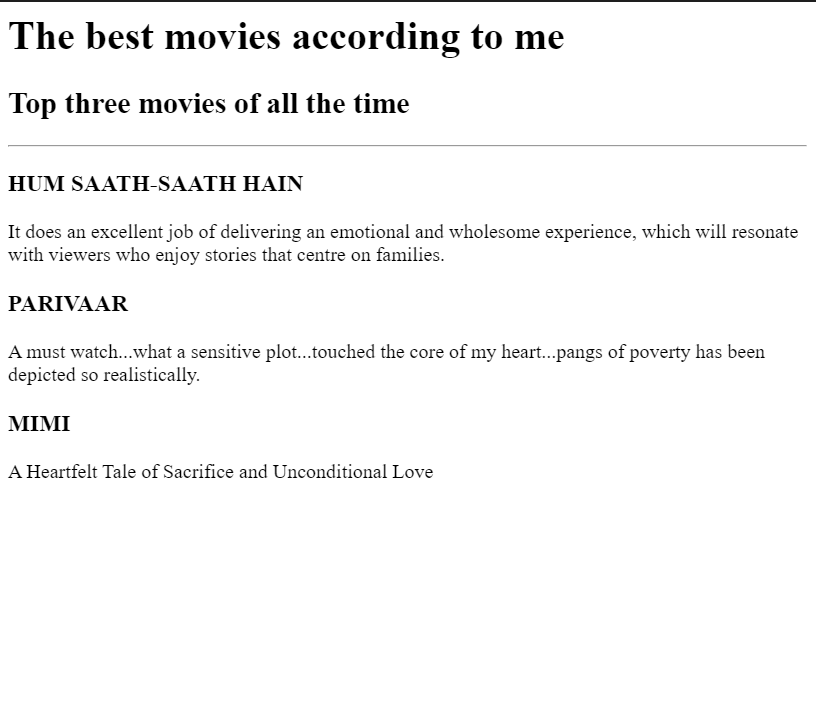 The best movies according to me
Top three movies of all the time
HUM SAATH-SAATH HAIN
It does an excellent job of delivering an emotional and wholesome experience, which will resonate
with viewers who enjoy stories that centre on families.
PARIVAAR
A must watch...what a sensitive plot...touched the core of my heart...pangs of poverty has been
depicted so realistically.
MIMI
A Heartfelt Tale of Sacrifice and Unconditional Love